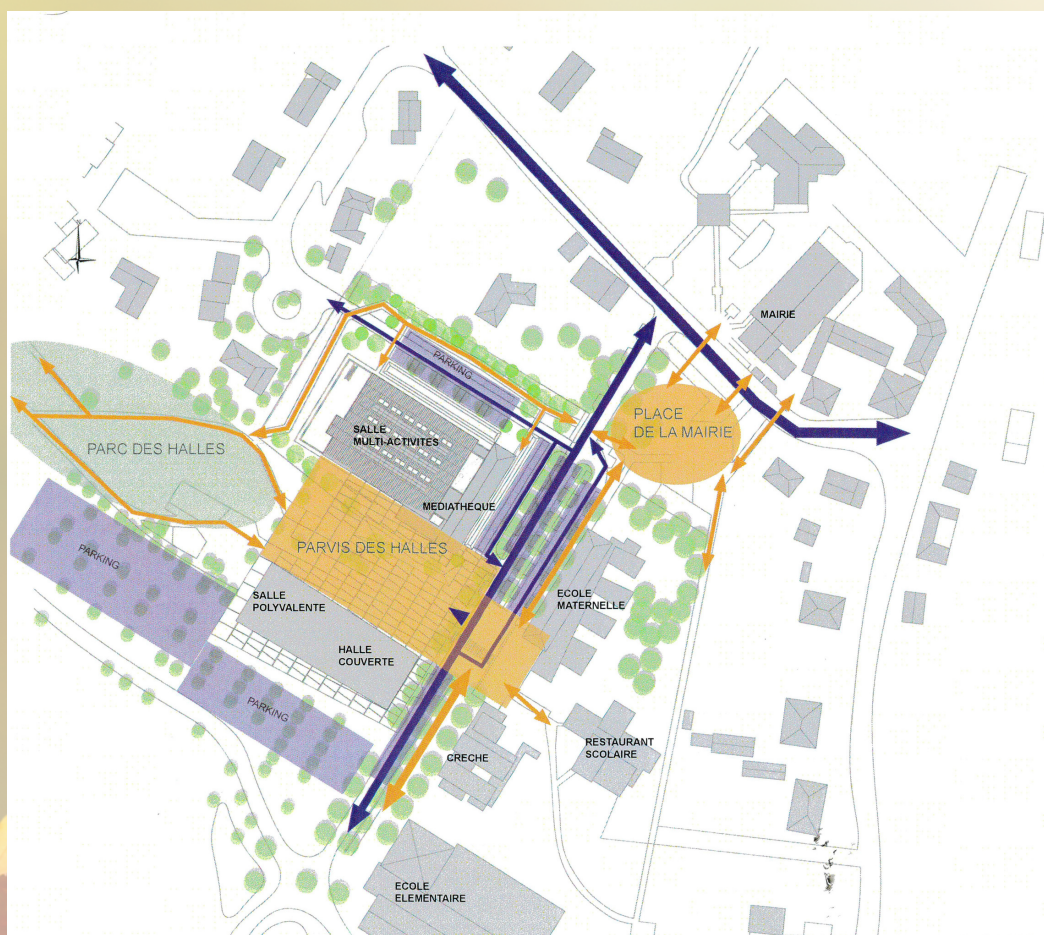 MAIRIE
PARKING
PLACE
DE LA MAIRIE
SALLE
MULTI-ACTIVITES
PARC DES HALLES
MEDIATHEQUE
PARVIS DES HALLES
PARKING
ECOLE
MATERNELLE
SALLE
POLYVALENTE
HALLE
COUVERTE
PARKING
RESTAURANT
SCOLAIRE
CRECHE
ECOLE
ELEMENTAIRE